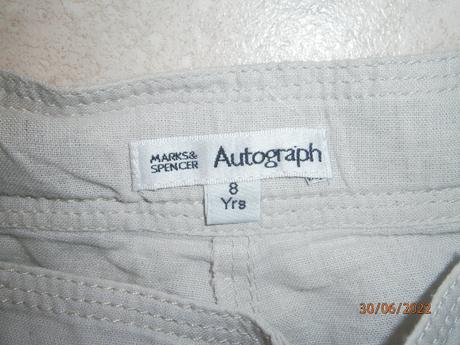 MARKS&
SPENCER
Autograph
8
Yrs
30/06/2022